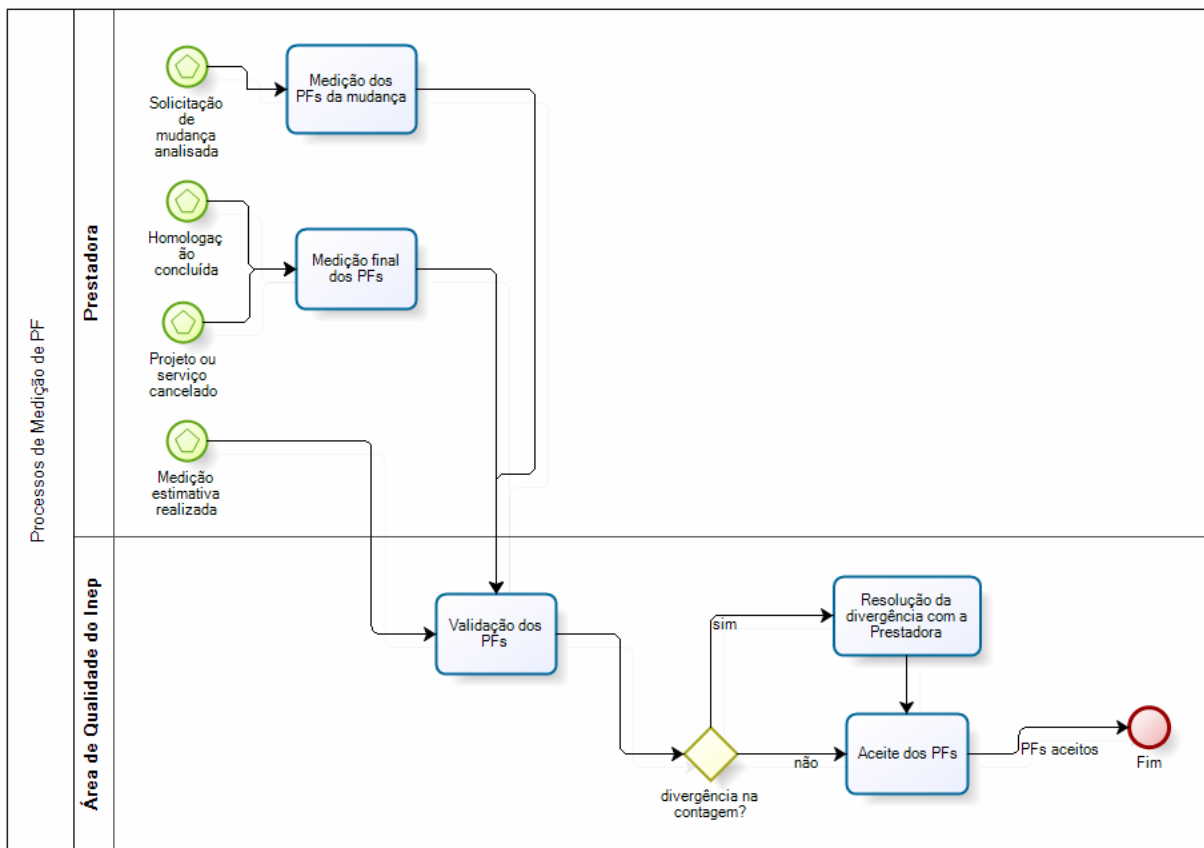 Processos de Medição de PF
Prestadora
Solicitação
de
mudança
analisada
Medição dos
PFs da mudança
Homologaç
ão
concluída
Medição final
dos PFs
Projeto ou
serviço
cancelado
Medição
estimativa
realizada
Área de Qualidade do Inep
Validação dos
PFs
divergência na
contagem?
sim
Resolução da
divergência com a
Prestadora
não
Aceite dos PFs
PFs aceitos
Fim